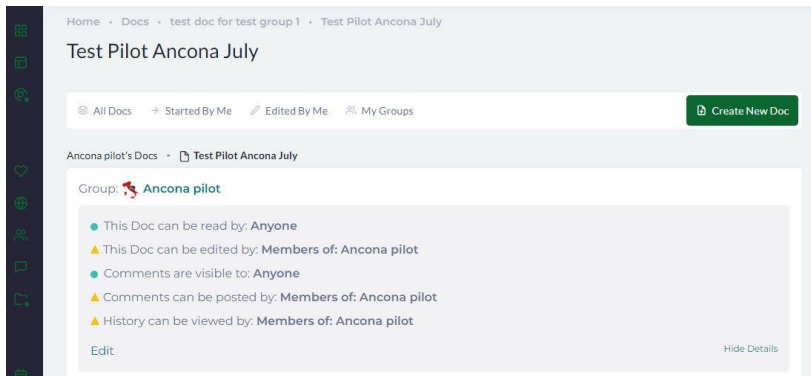 Home • Docs • test doc for test group 1 • Test Pilot Ancona July
Test Pilot Ancona July
All Docs Started By Me Edited By Me My Groups Create New Doc
Ancona pilot's Docs • Test Pilot Ancona July
Group: Ancona pilot
This Doc can be read by: Anyone
This Doc can be edited by: Members of: Ancona pilot
Comments are visible to: Anyone
Comments can be posted by: Members of: Ancona pilot
History can be viewed by: Members of: Ancona pilot
Edit Hide Details